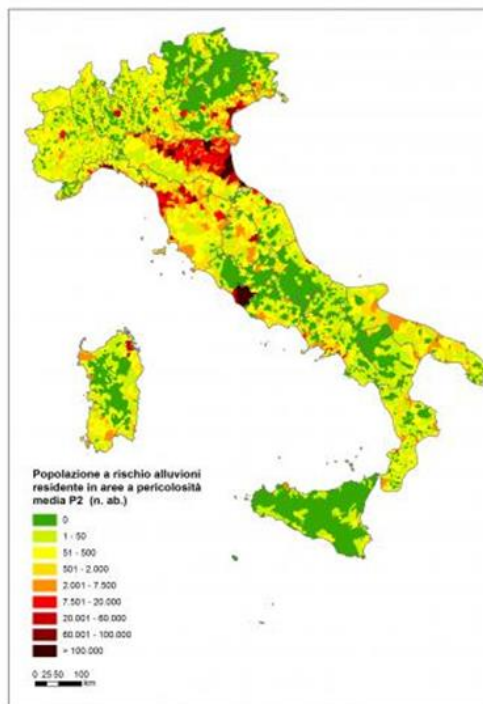 Popolazione a rischio alluvioni
residente in aree a pericolosità
media P2 (n. ab.)
0
1 - 50
51 - 500
501 - 2.000
2.001 - 7.500
7.501 - 20.000
20.001 - 60.000
60.001 - 100.000
> 100.000
0 25 50 100
km